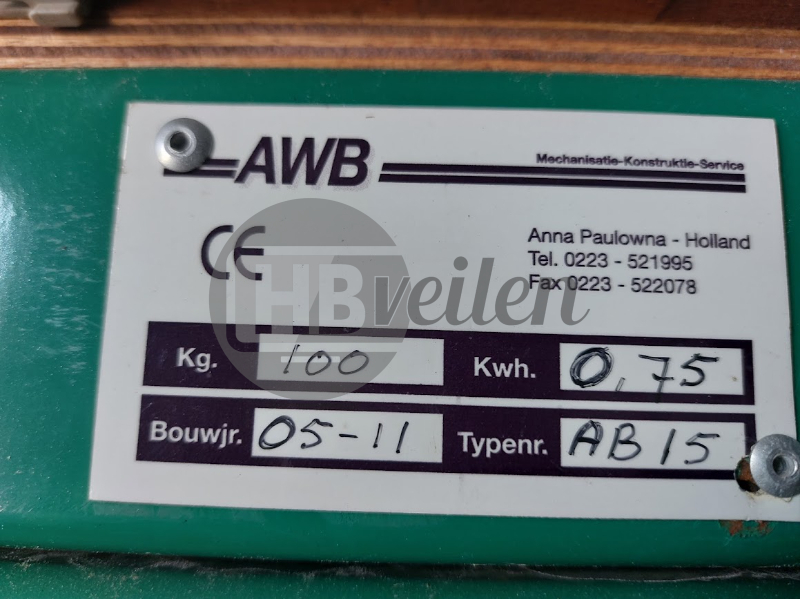 AWB
Mechanisatie-Konstruktie-Service
CE
Anna Paulowna - Holland
Tel. 0223 - 521995
Fax 0223 - 522078
HBveilen
Kg. 100 Kwh. 0,75
Bouwjr. 05-11 Typenr. AB15